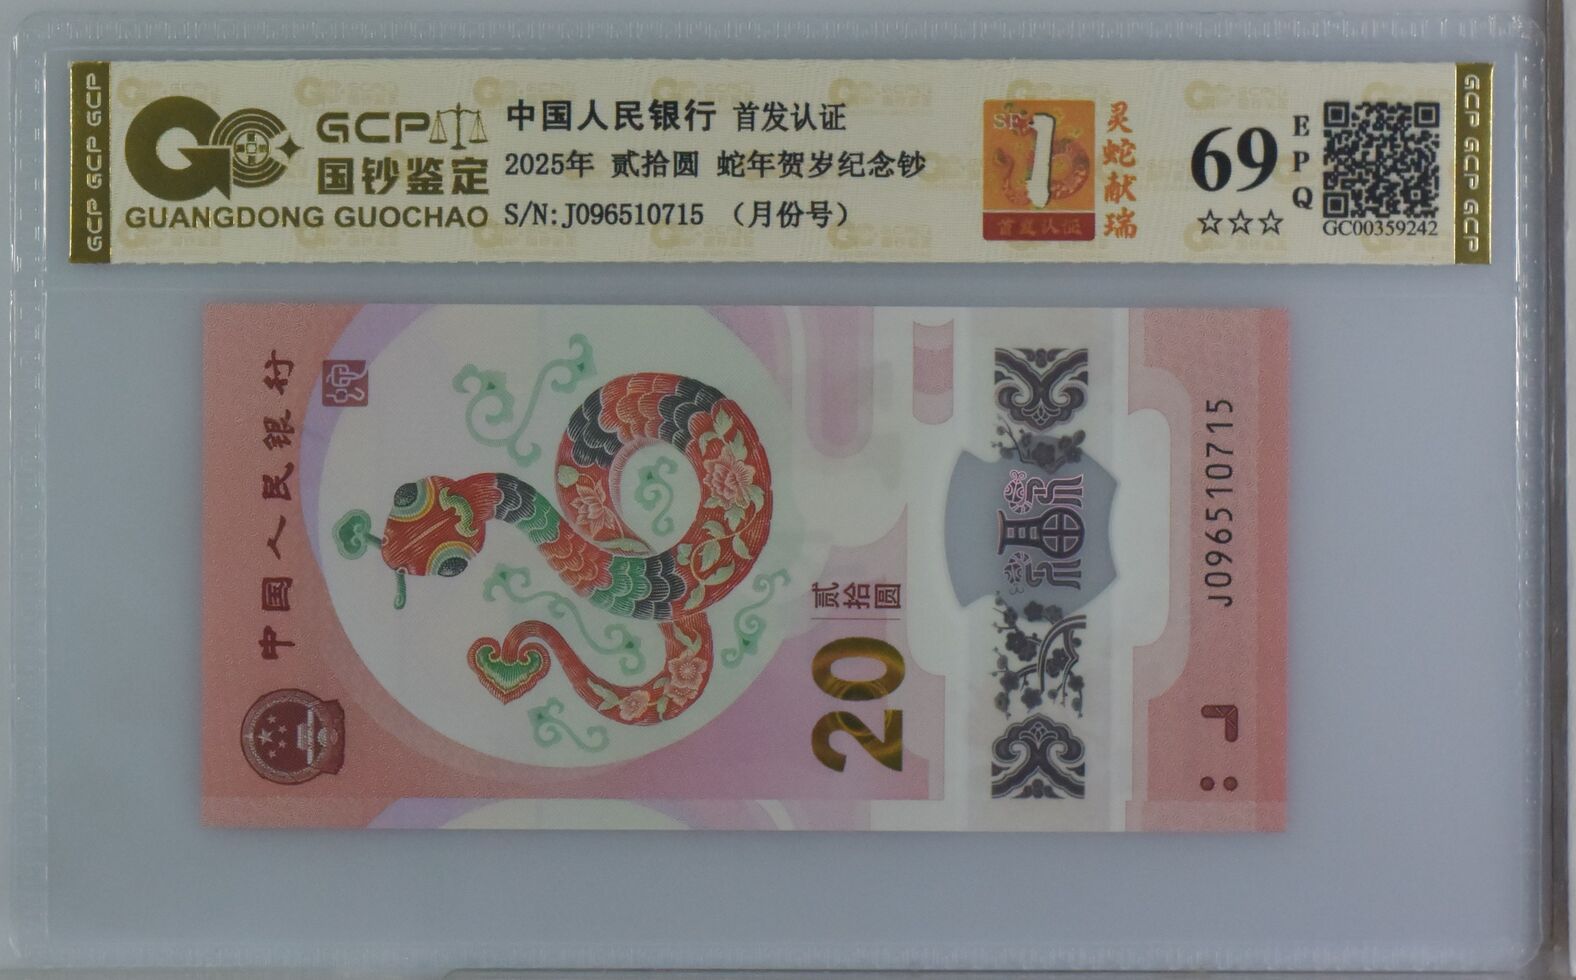 GCP GCP GCP
GCP
国钞鉴定
GUANGDONG GUOCHAO
中国人民银行 首发认证
2025年 贰拾圆 蛇年贺岁纪念钞
S/N:J096510715 （月份号）
1
首发认证
灵蛇献瑞
69
EPQ
☆☆☆
GC00359242
GCP GCP GCP
中国人民银行
贰拾圆
20
福
J096510715